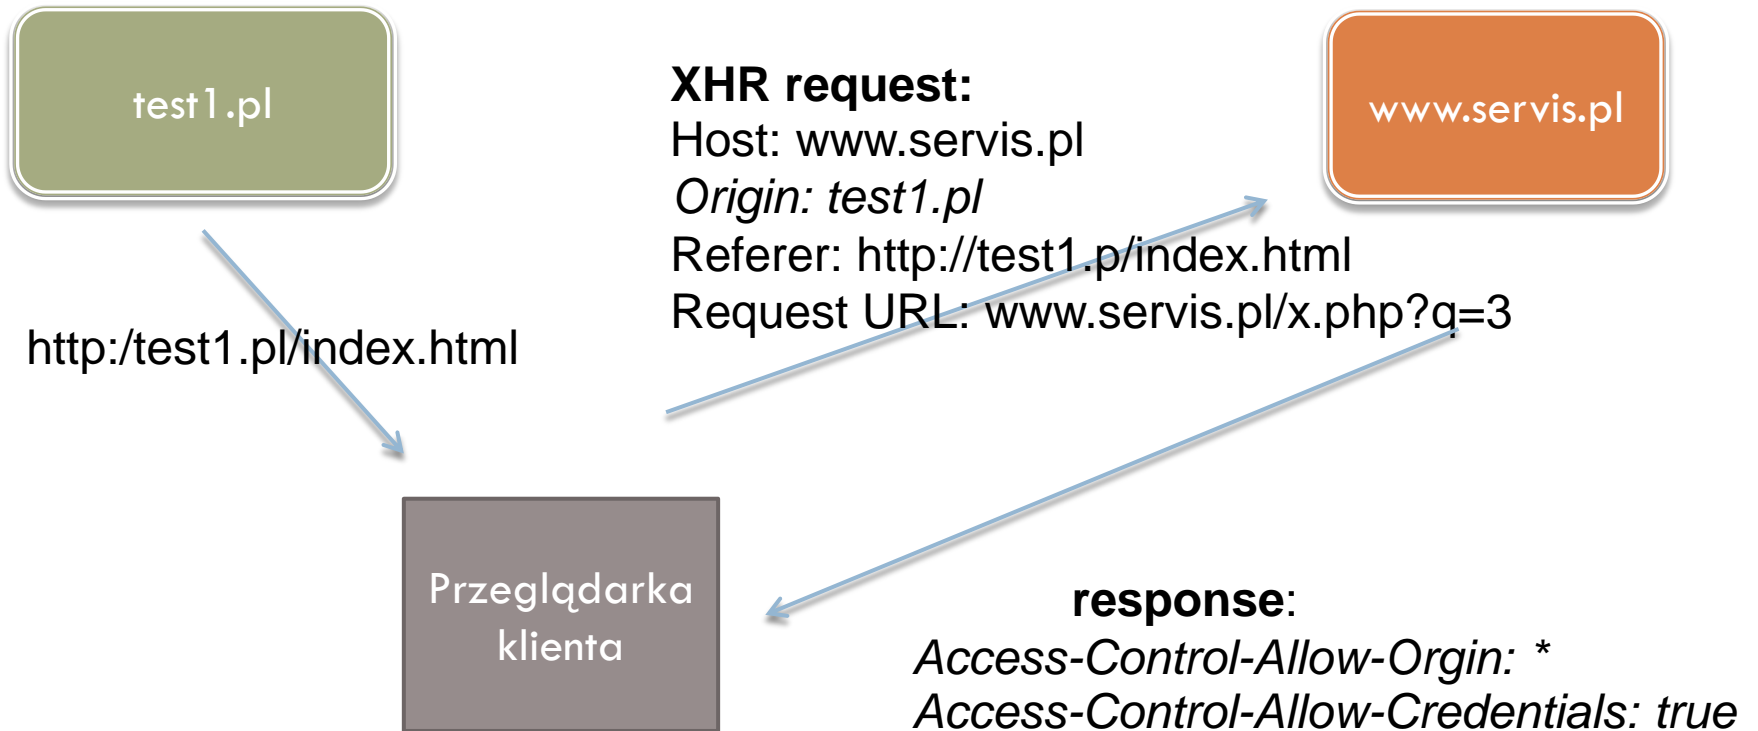 test1.pl
XHR request:
Host: www.servis.pl
Origin: test1.pl
Referer: http://test1.p/index.html
Request URL: www.servis.pl/x.php?q=3
www.servis.pl
http:/test1.pl/index.html
Przeglądarka
klienta
response:
Access-Control-Allow-Orgin: *
Access-Control-Allow-Credentials: true